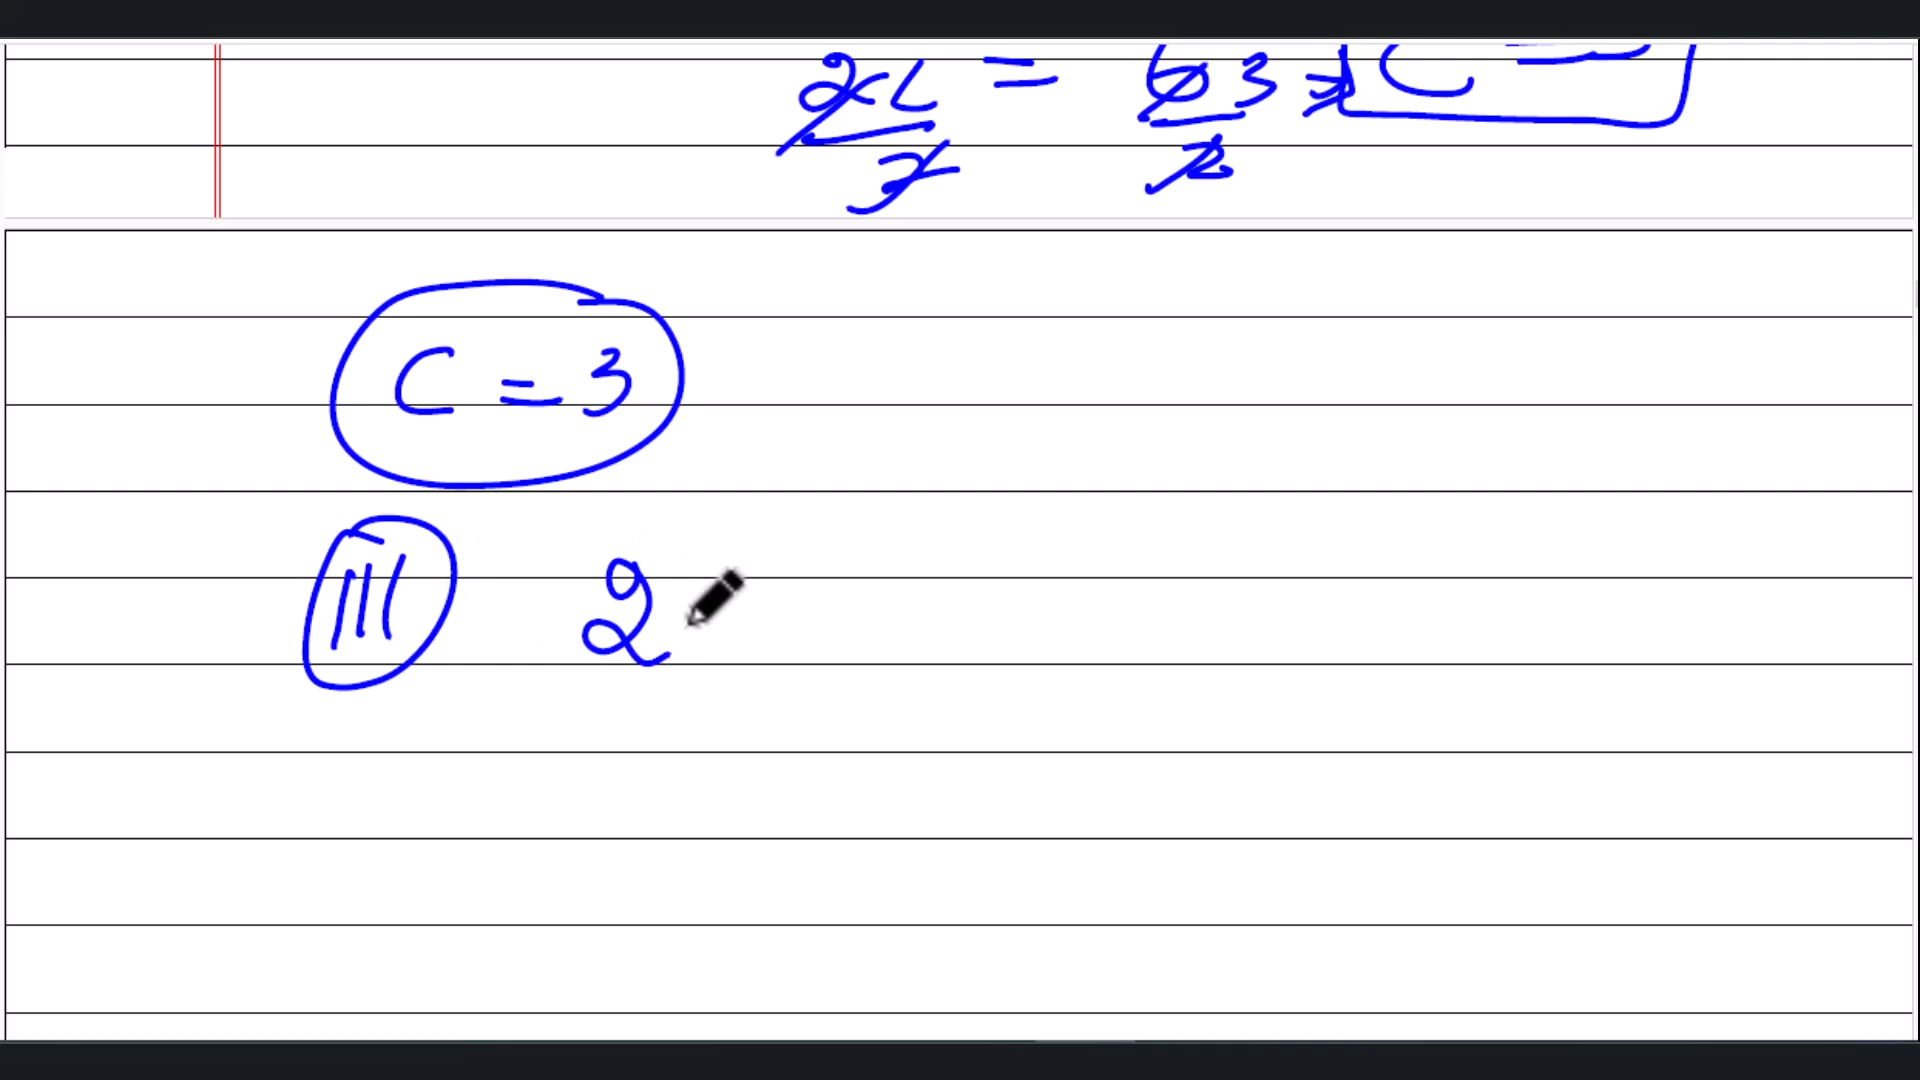 2C = 6 3 ⇒ C =
2 2
C = 3
III 2